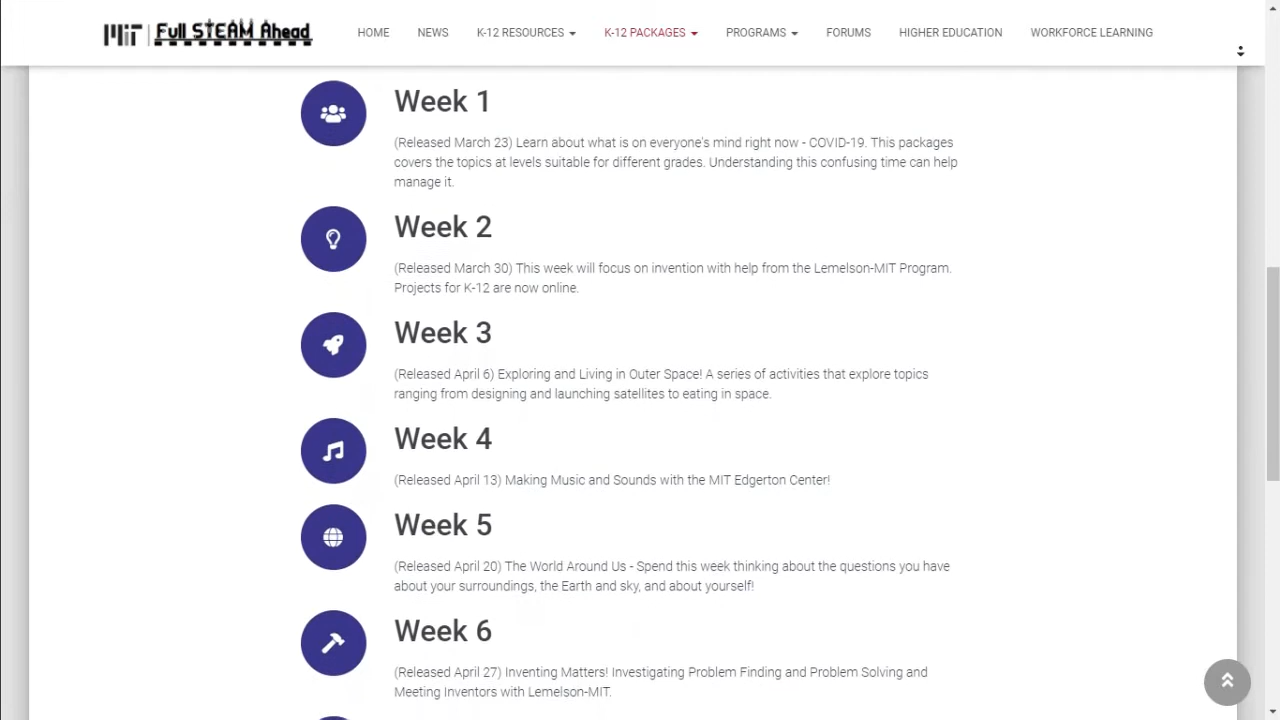 MIT Full STEAM Ahead HOME NEWS K-12 RESOURCES K-12 PACKAGES PROGRAMS FORUMS HIGHER EDUCATION WORKFORCE LEARNING
Week 1
(Released March 23) Learn about what is on everyone's mind right now - COVID-19. This packages
covers the topics at levels suitable for different grades. Understanding this confusing time can help
manage it.
Week 2
(Released March 30) This week will focus on invention with help from the Lemelson-MIT Program.
Projects for K-12 are now online.
Week 3
(Released April 6) Exploring and Living in Outer Space! A series of activities that explore topics
ranging from designing and launching satellites to eating in space.
Week 4
(Released April 13) Making Music and Sounds with the MIT Edgerton Center!
Week 5
(Released April 20) The World Around Us - Spend this week thinking about the questions you have
about your surroundings, the Earth and sky, and about yourself!
Week 6
(Released April 27) Inventing Matters! Investigating Problem Finding and Problem Solving and
Meeting Inventors with Lemelson-MIT.